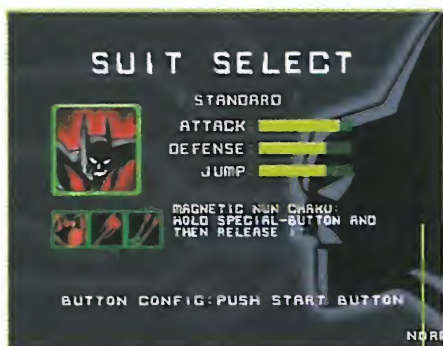 SUIT SELECT
STANDARD
ATTACK
DEFENSE
JUMP
MAGNETIC NUN CHAKU:
HOLD SPECIAL-BUTTON AND
THEN RELEASE IT
BUTTON CONFIG:PUSH START BUTTON